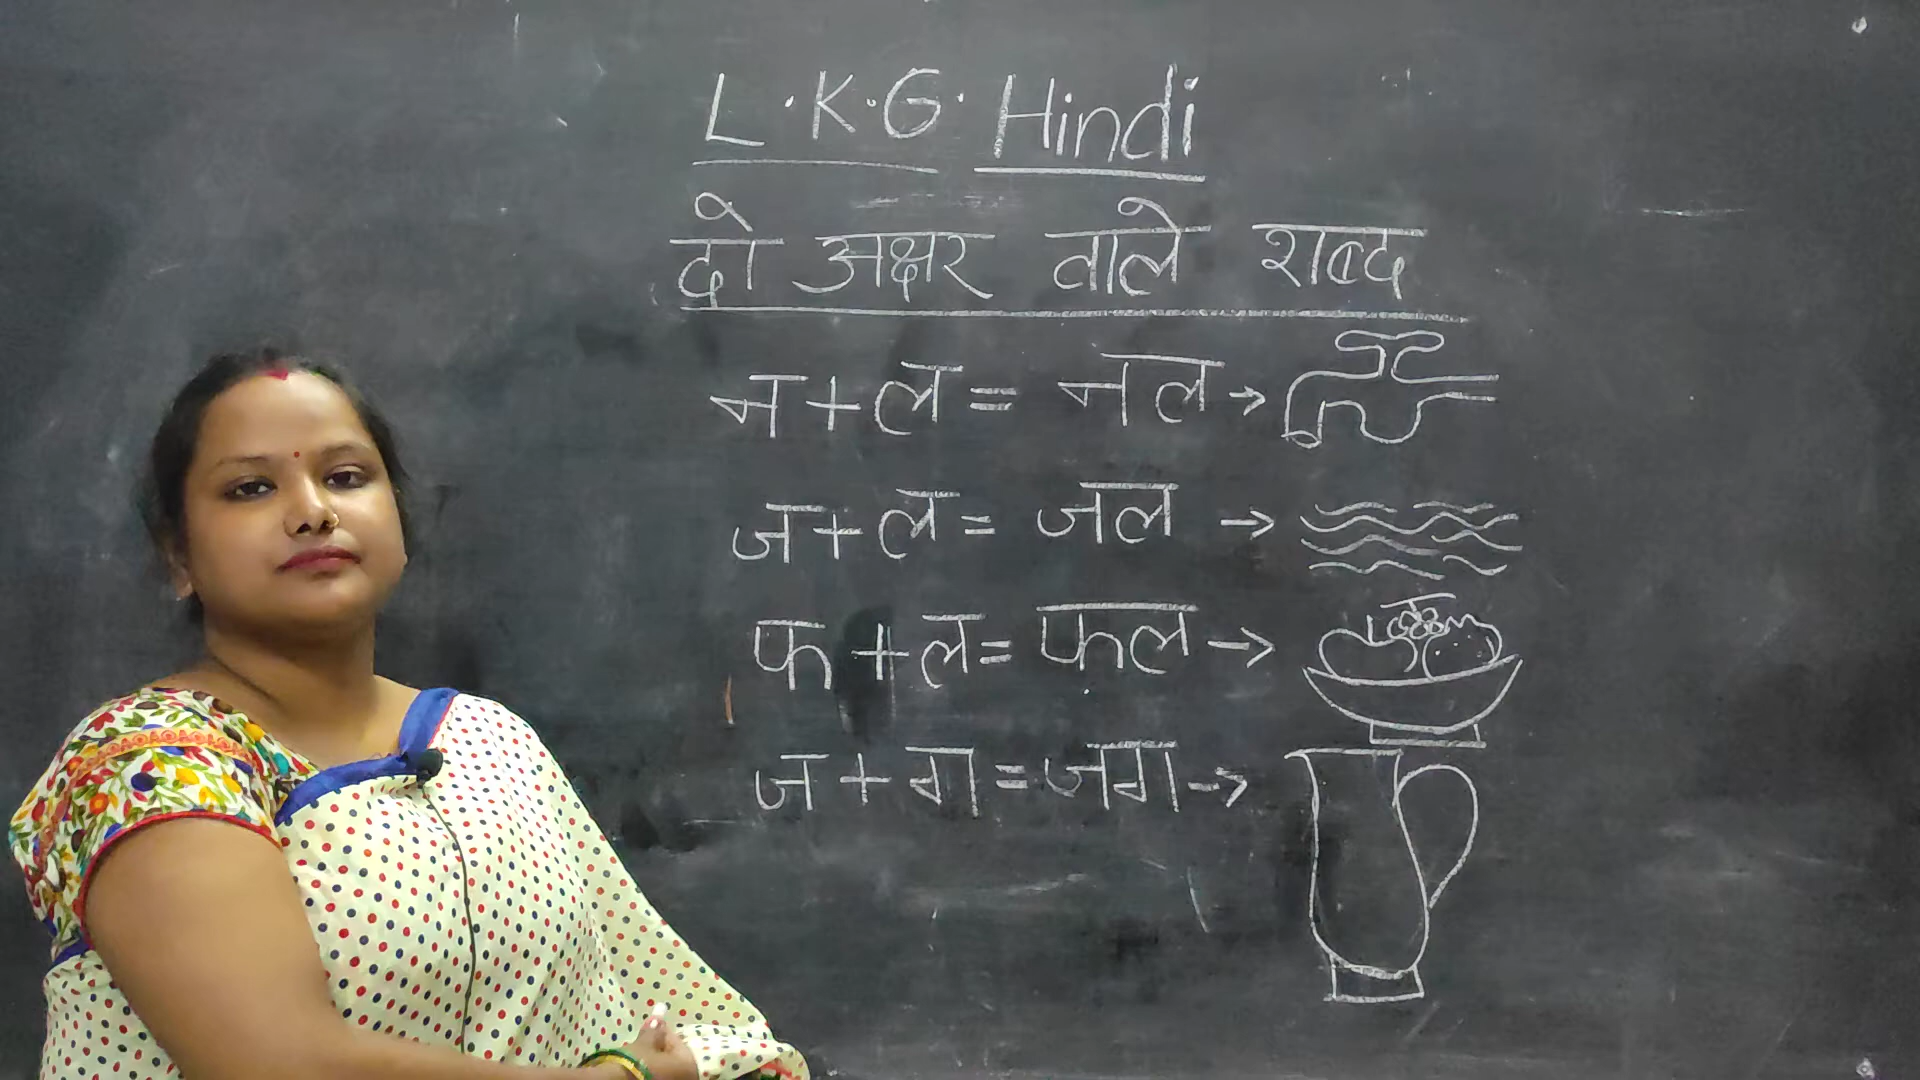 L.K.G. Hindi
दो अक्षर वाले शब्द
न + ल = नल →
ज + ल = जल →
फ + ल = फल →
ज + ग = जग →